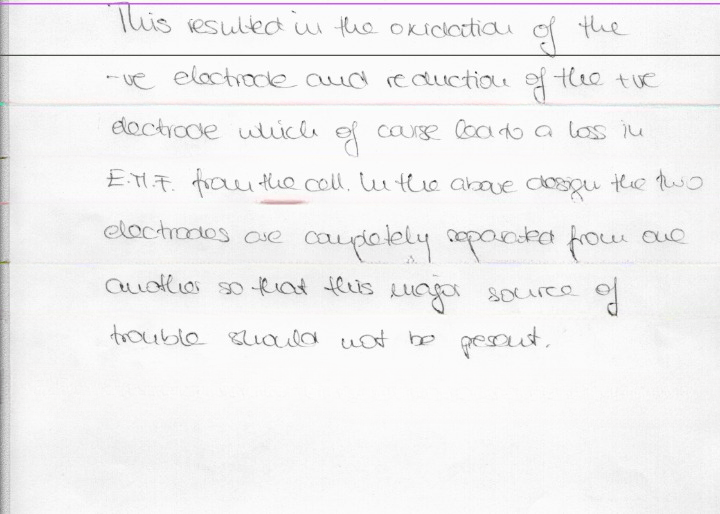 This resulted in the oxidation of the
-ve electrode and reduction of the +ve
electrode which of course lead to a loss in
E.M.F. from the cell. In the above design the two
electrodes are completely separated from one
another so that this major source of
trouble should not be present.